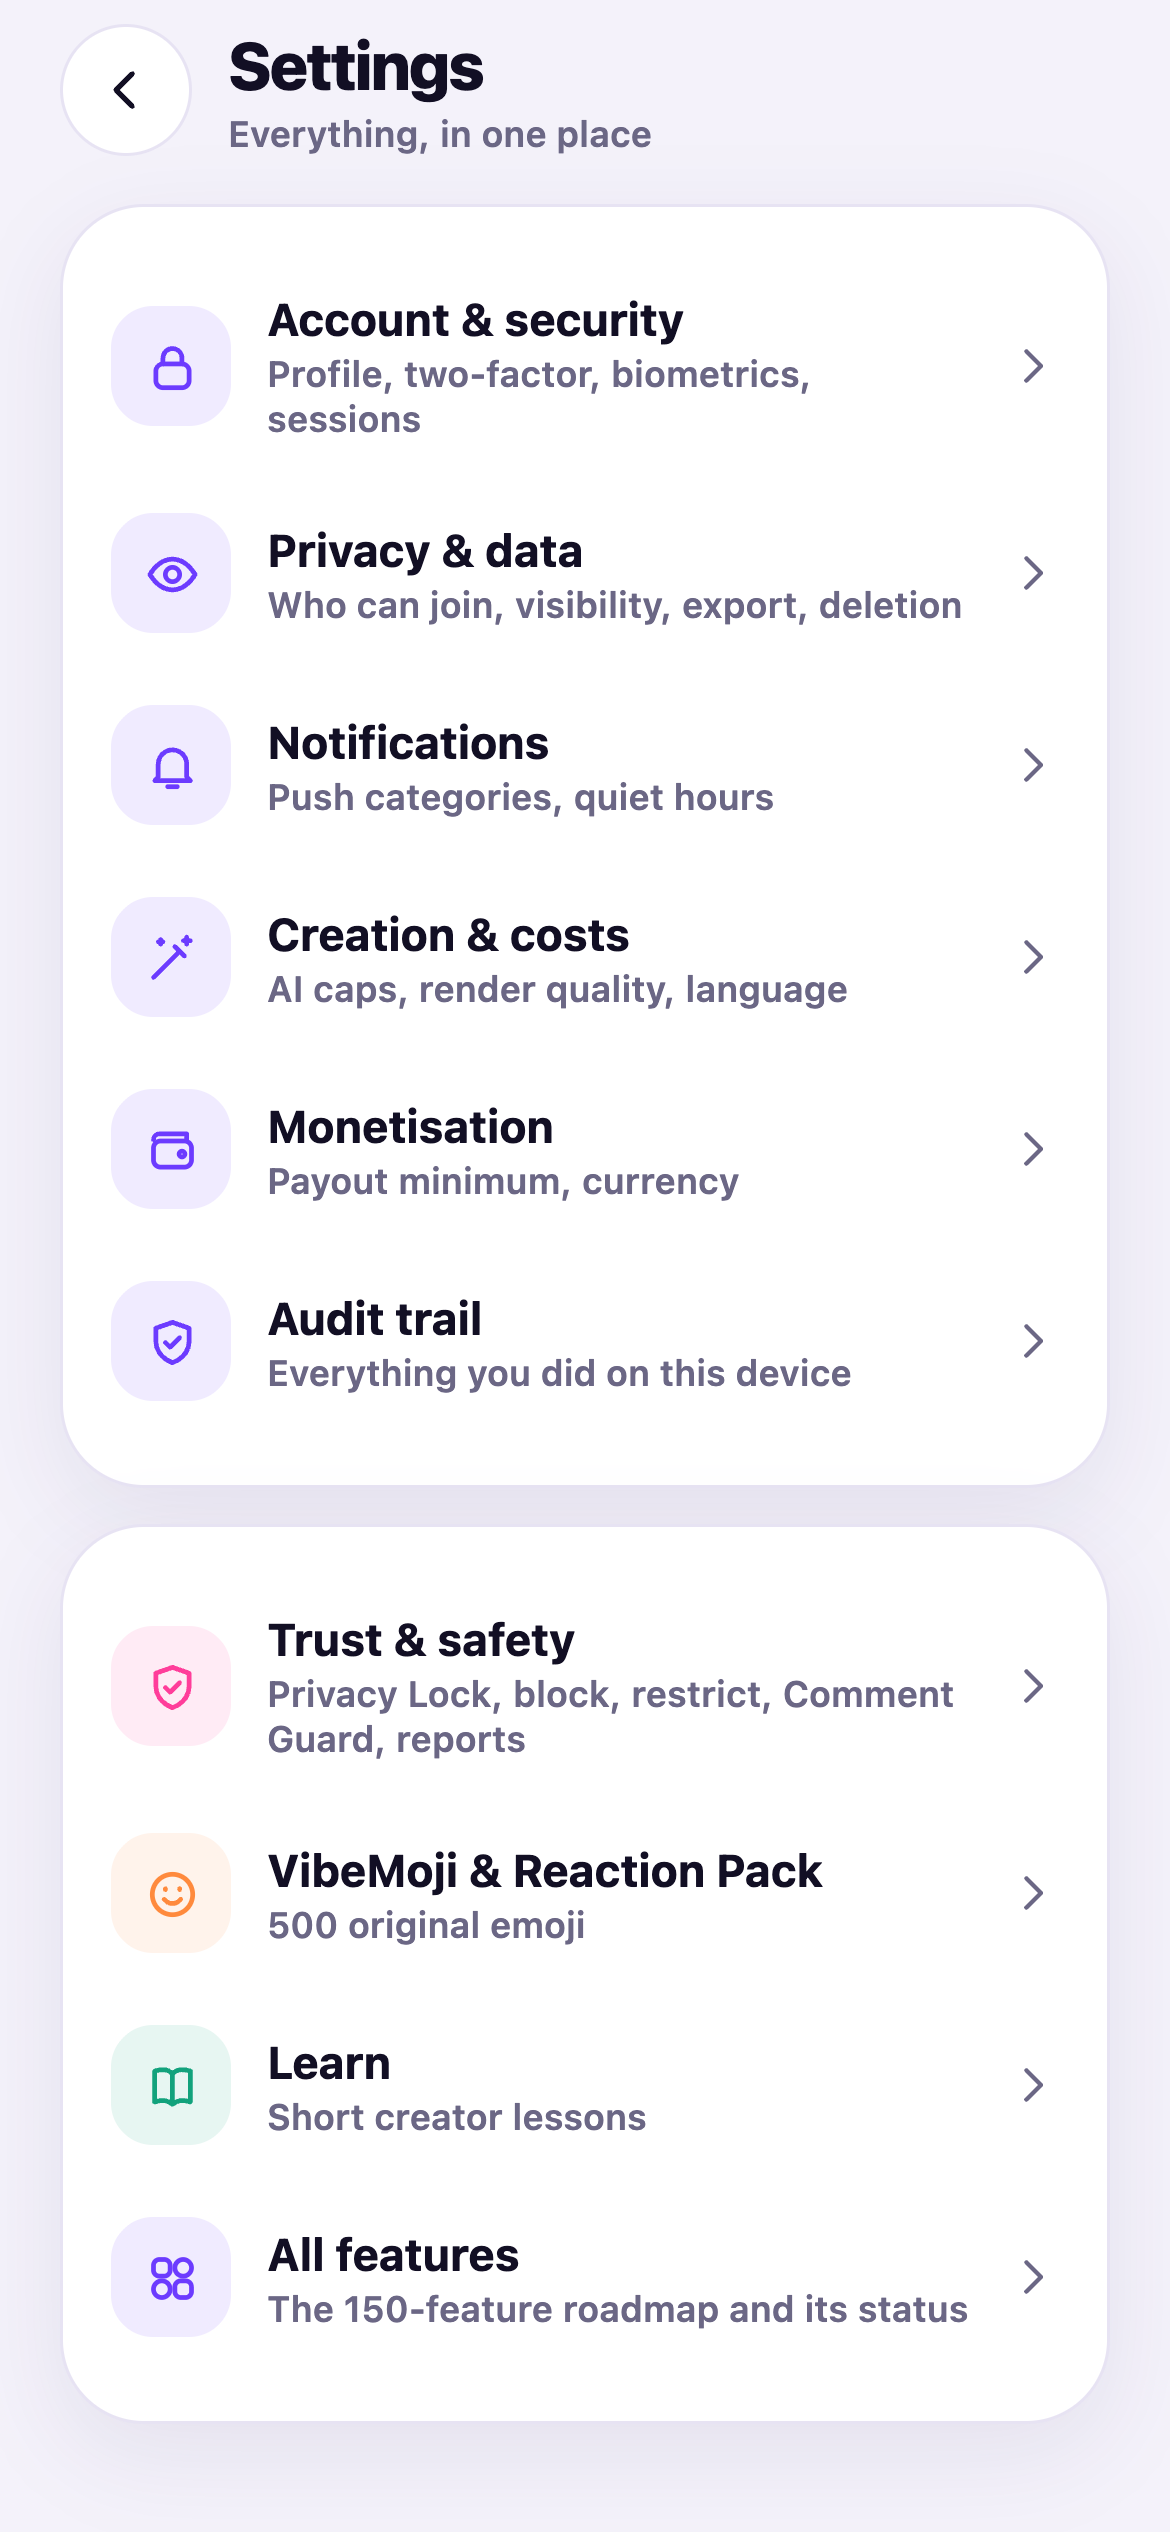 Settings
Everything, in one place
Account & security
Profile, two-factor, biometrics,
sessions
Privacy & data
Who can join, visibility, export, deletion
Notifications
Push categories, quiet hours
Creation & costs
AI caps, render quality, language
Monetisation
Payout minimum, currency
Audit trail
Everything you did on this device
Trust & safety
Privacy Lock, block, restrict, Comment
Guard, reports
VibeMoji & Reaction Pack
500 original emoji
Learn
Short creator lessons
All features
The 150-feature roadmap and its status